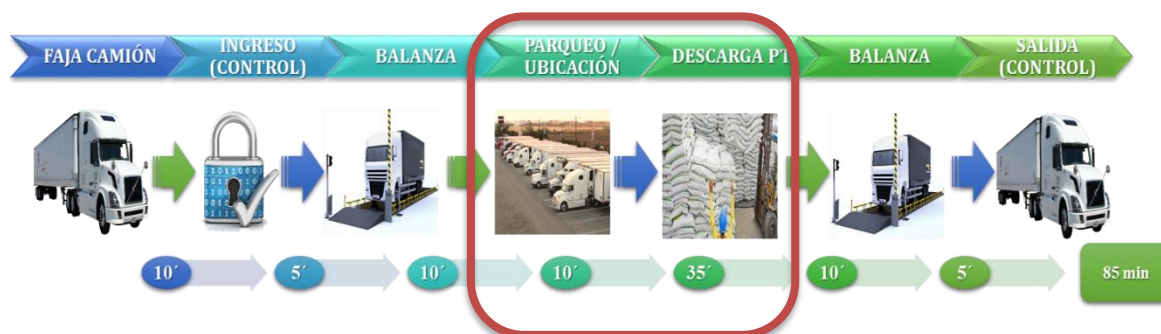 FAJA CAMIÓN
INGRESO
(CONTROL)
BALANZA
PARQUEO /
UBICACIÓN
DESCARGA PT
BALANZA
SALIDA
(CONTROL)
10´
5´
10´
10´
35´
10´
5´
85 min